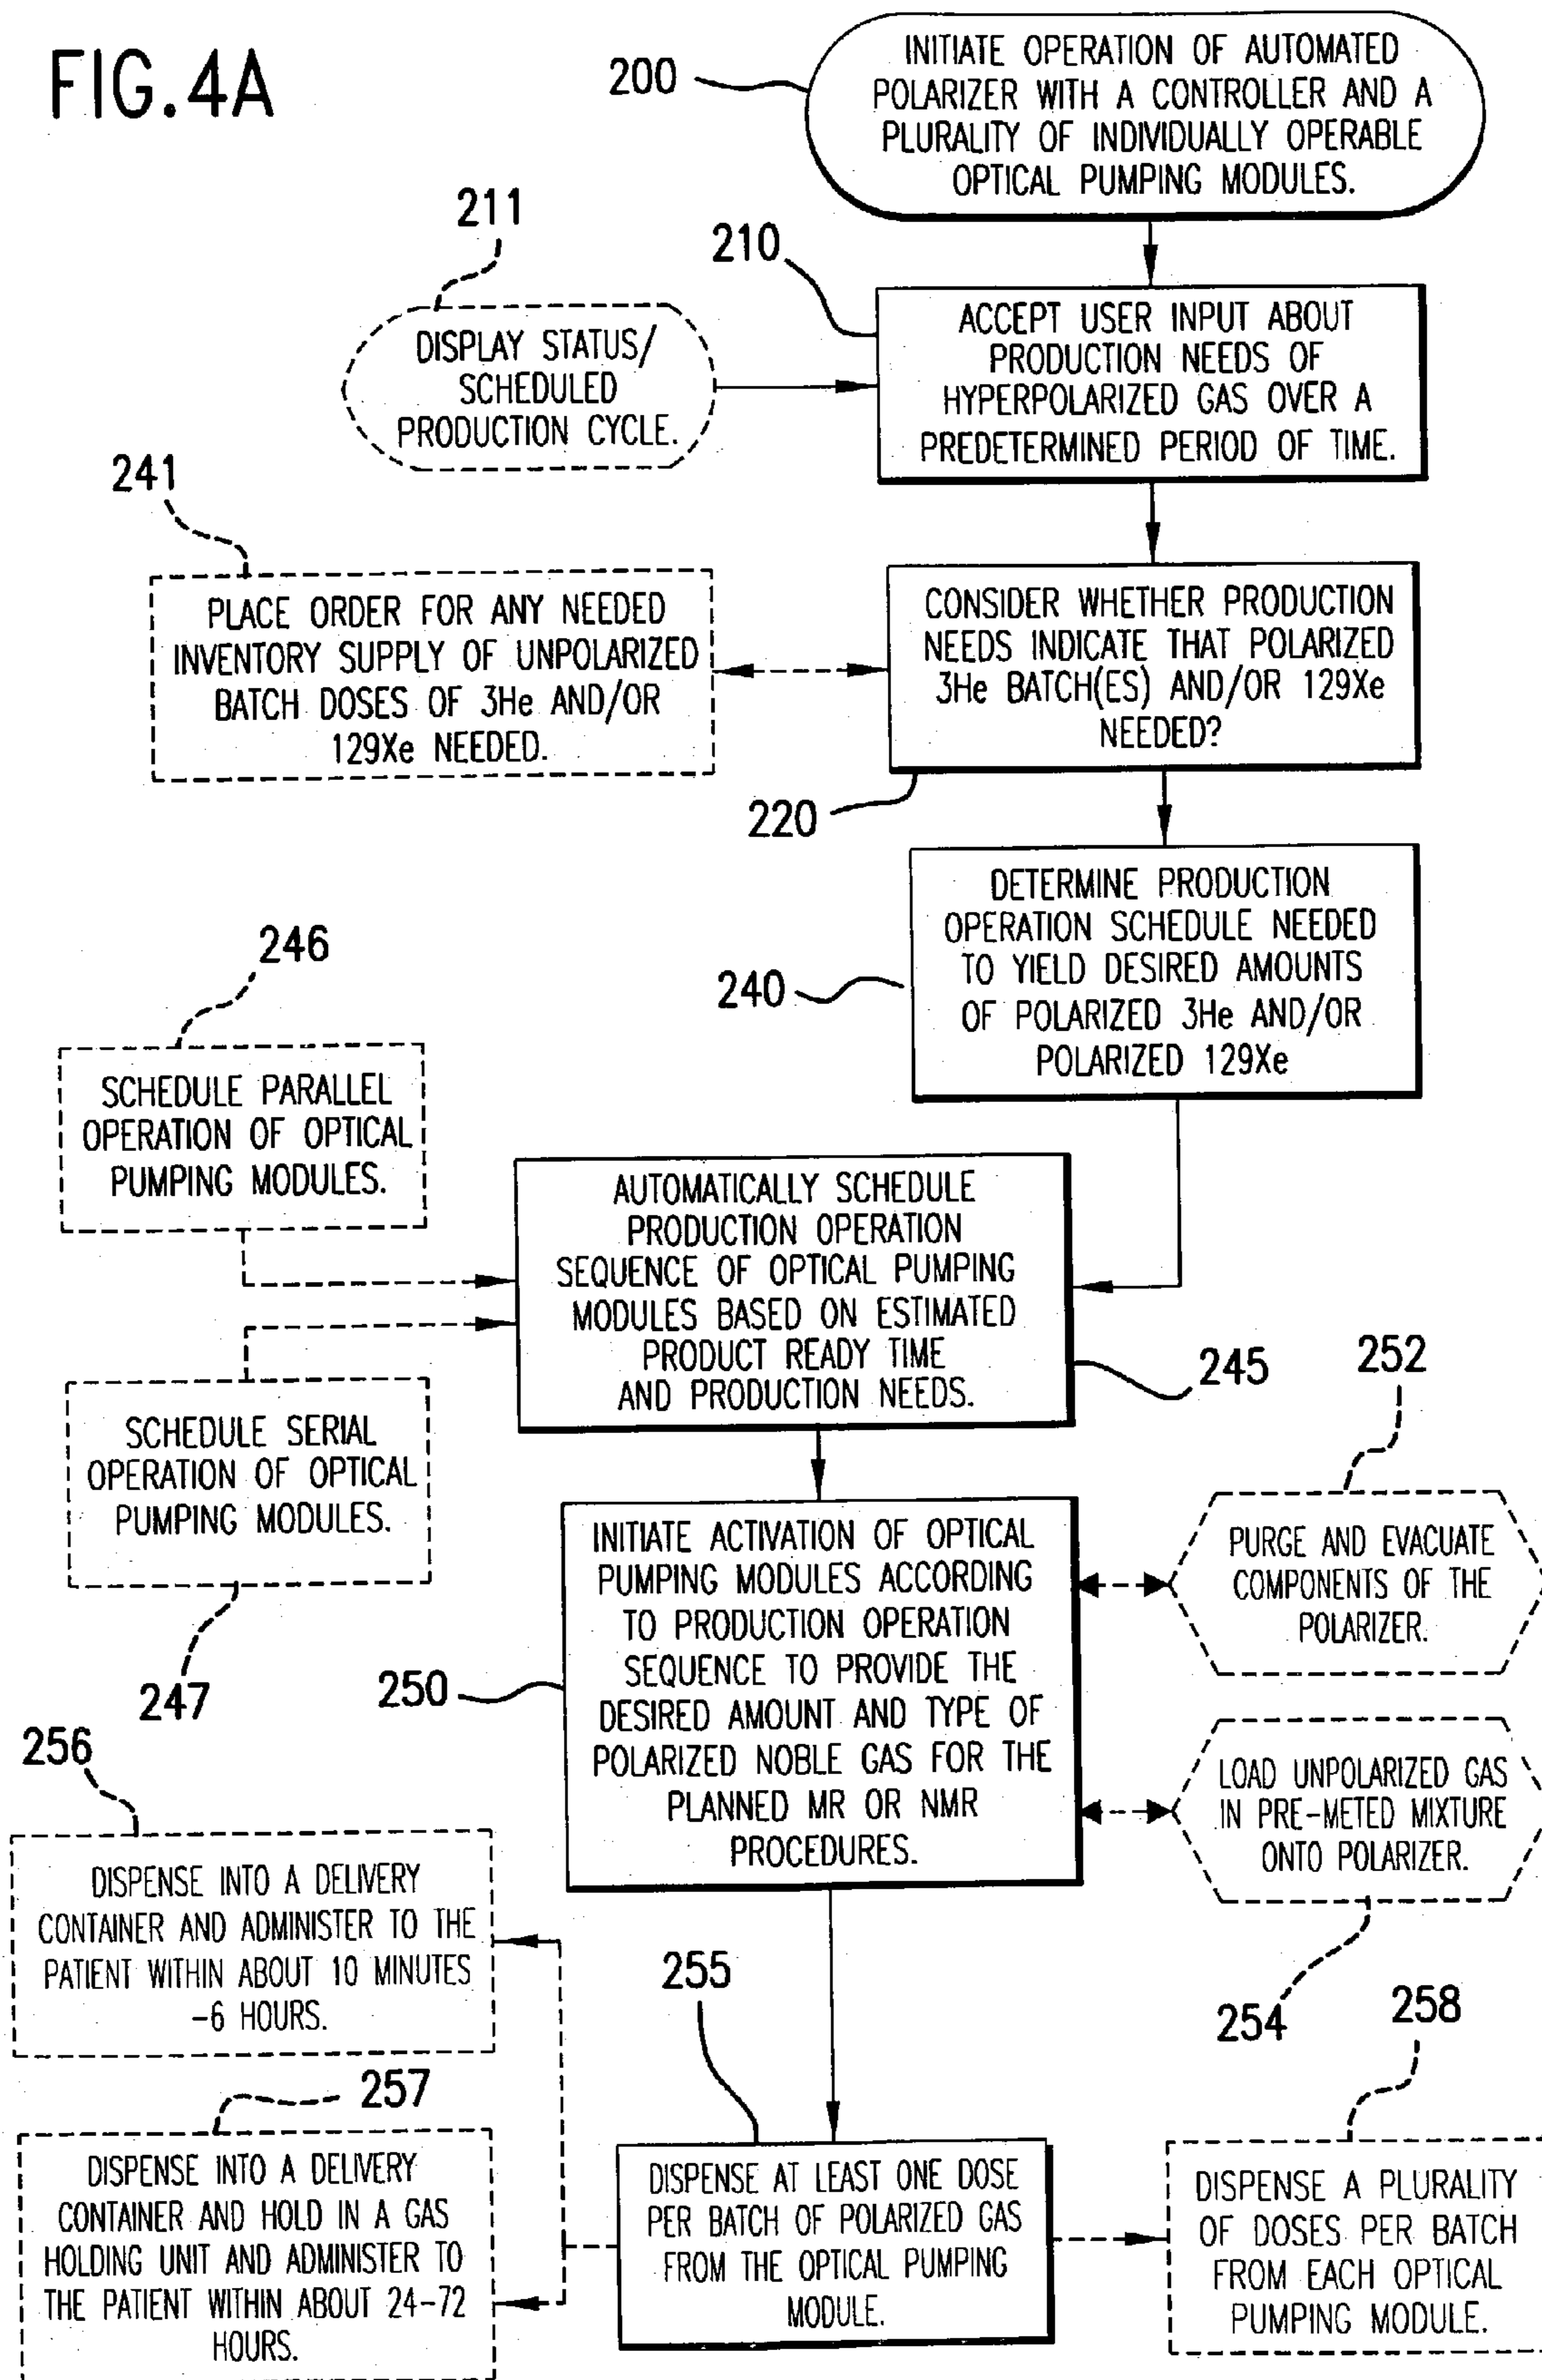 FIG.4A
200
INITIATE OPERATION OF AUTOMATED
POLARIZER WITH A CONTROLLER AND A
PLURALITY OF INDIVIDUALLY OPERABLE
OPTICAL PUMPING MODULES.
211
210
DISPLAY STATUS/
SCHEDULED
PRODUCTION CYCLE.
ACCEPT USER INPUT ABOUT
PRODUCTION NEEDS OF
HYPERPOLARIZED GAS OVER A
PREDETERMINED PERIOD OF TIME.
241
PLACE ORDER FOR ANY NEEDED
INVENTORY SUPPLY OF UNPOLARIZED
BATCH DOSES OF 3He AND/OR
129Xe NEEDED.
CONSIDER WHETHER PRODUCTION
NEEDS INDICATE THAT POLARIZED
3He BATCH(ES) AND/OR 129Xe
NEEDED?
220
DETERMINE PRODUCTION
OPERATION SCHEDULE NEEDED
TO YIELD DESIRED AMOUNTS
OF POLARIZED 3He AND/OR
POLARIZED 129Xe
240
246
SCHEDULE PARALLEL
OPERATION OF OPTICAL
PUMPING MODULES.
AUTOMATICALLY SCHEDULE
PRODUCTION OPERATION
SEQUENCE OF OPTICAL PUMPING
MODULES BASED ON ESTIMATED
PRODUCT READY TIME
AND PRODUCTION NEEDS.
245
252
SCHEDULE SERIAL
OPERATION OF OPTICAL
PUMPING MODULES.
247
INITIATE ACTIVATION OF OPTICAL
PUMPING MODULES ACCORDING
TO PRODUCTION OPERATION
SEQUENCE TO PROVIDE THE
DESIRED AMOUNT AND TYPE OF
POLARIZED NOBLE GAS FOR THE
PLANNED MR OR NMR
PROCEDURES.
250
PURGE AND EVACUATE
COMPONENTS OF THE
POLARIZER.
LOAD UNPOLARIZED GAS
IN PRE-METED MIXTURE
ONTO POLARIZER.
254
256
DISPENSE INTO A DELIVERY
CONTAINER AND ADMINISTER TO THE
PATIENT WITHIN ABOUT 10 MINUTES
-6 HOURS.
255
258
257
DISPENSE INTO A DELIVERY
CONTAINER AND HOLD IN A GAS
HOLDING UNIT AND ADMINISTER TO
THE PATIENT WITHIN ABOUT 24-72
HOURS.
DISPENSE AT LEAST ONE DOSE
PER BATCH OF POLARIZED GAS
FROM THE OPTICAL PUMPING
MODULE.
DISPENSE A PLURALITY
OF DOSES PER BATCH
FROM EACH OPTICAL
PUMPING MODULE.